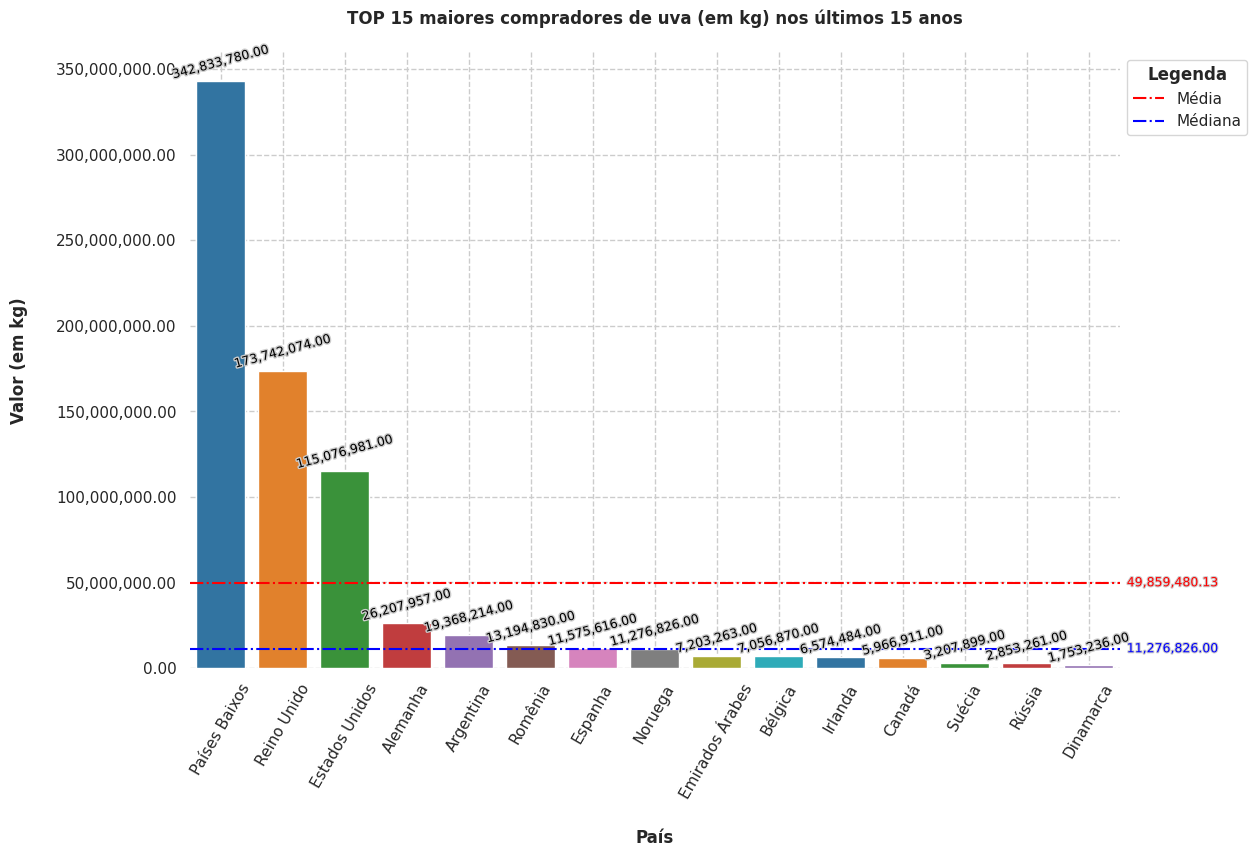 TOP 15 maiores compradores de uva (em kg) nos últimos 15 anos
Legenda
Média
Médiana
Valor (em kg)
350,000,000.00
300,000,000.00
250,000,000.00
200,000,000.00
150,000,000.00
100,000,000.00
50,000,000.00
0.00
342,833,780.00
173,742,074.00
115,076,981.00
26,207,957.00
19,368,214.00
13,194,830.00
11,575,616.00
11,276,826.00
7,203,263.00
7,056,870.00
6,574,484.00
5,966,911.00
3,207,899.00
2,853,261.00
1,753,236.00
49,859,480.13
11,276,826.00
Países Baixos
Reino Unido
Estados Unidos
Alemanha
Argentina
Romênia
Espanha
Noruega
Emirados Árabes
Bélgica
Irlanda
Canadá
Suécia
Rússia
Dinamarca
País